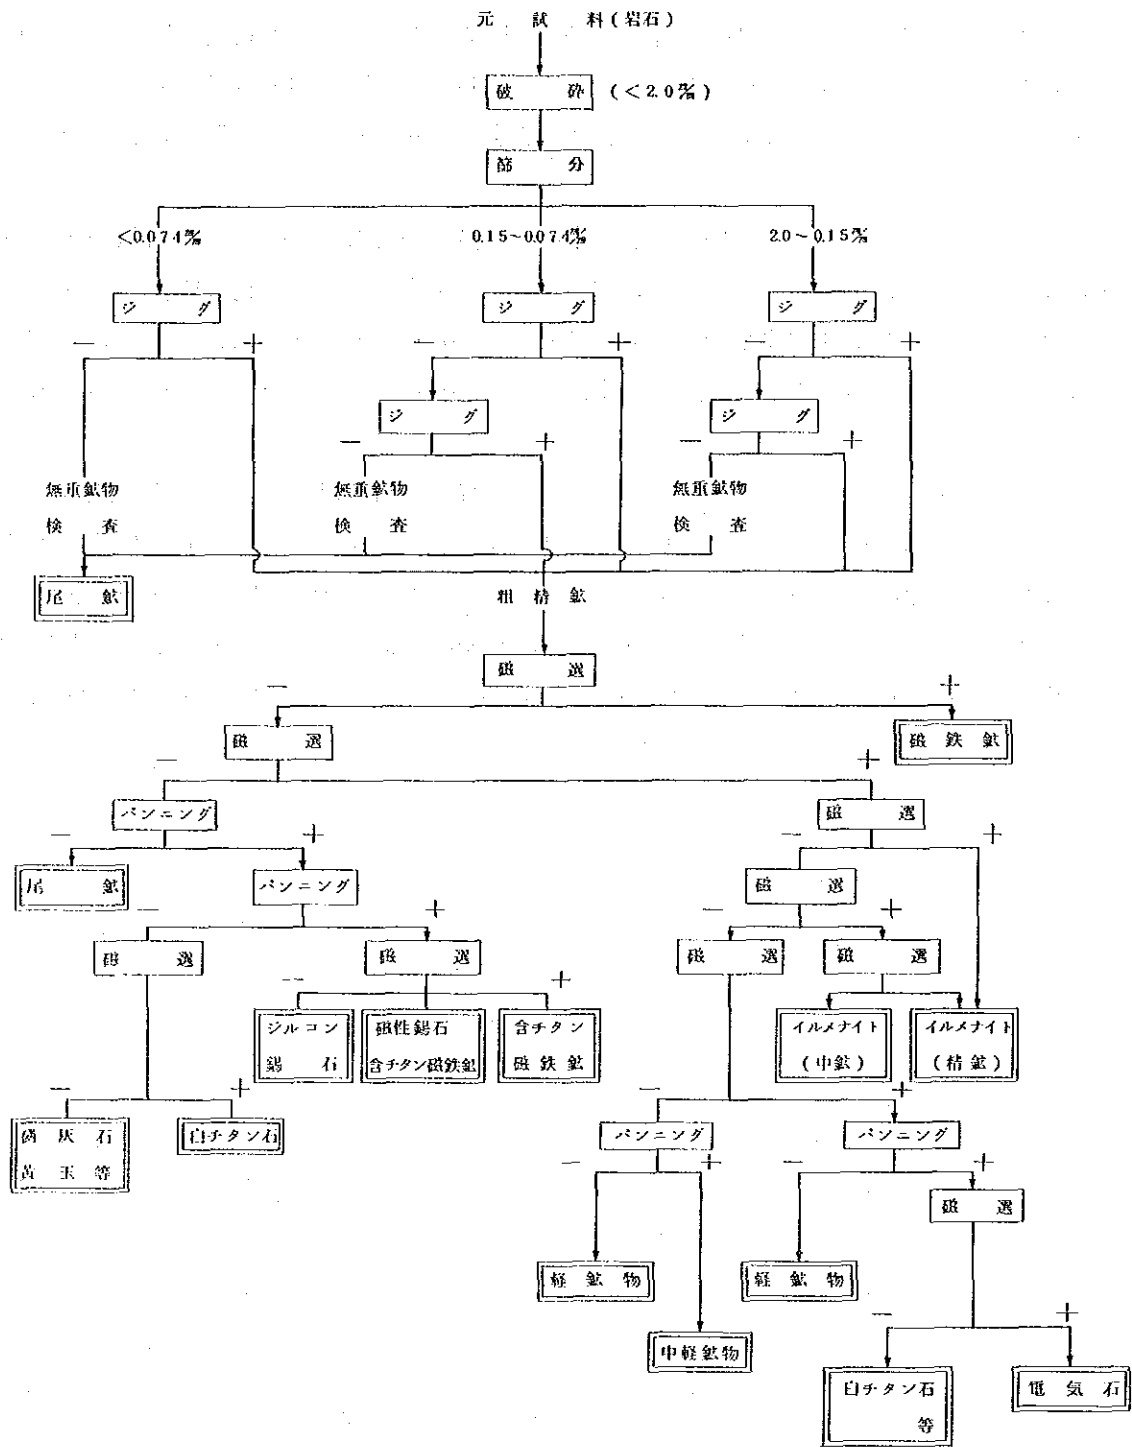 元試料(岩石)
破砕 (<2.0㎜)
篩分
<0.074㎜ 0.15~0.074㎜ 2.0~0.15㎜
ジグ ジグ ジグ
− + − + − +
ジグ ジグ
− + − +
無重鉱物 無重鉱物 無重鉱物
検査 検査 検査
尾鉱
粗精鉱
磁選
− +
磁選 磁鉄鉱
− +
パンニング 磁選
− + − +
尾鉱 パンニング 磁選
− + − +
磁選 磁選 磁選 磁選
− +
ジルコン 磁性錫石 含チタン イルメナイト イルメナイト
錫石 含チタン磁鉄鉱 磁鉄鉱 (中鉱) (精鉱)
− + − +
燐灰石 白チタン石 パンニング パンニング
黄玉等
− + − +
磁選
軽鉱物 軽鉱物
− +
中軽鉱物
白チタン石 電気石
等